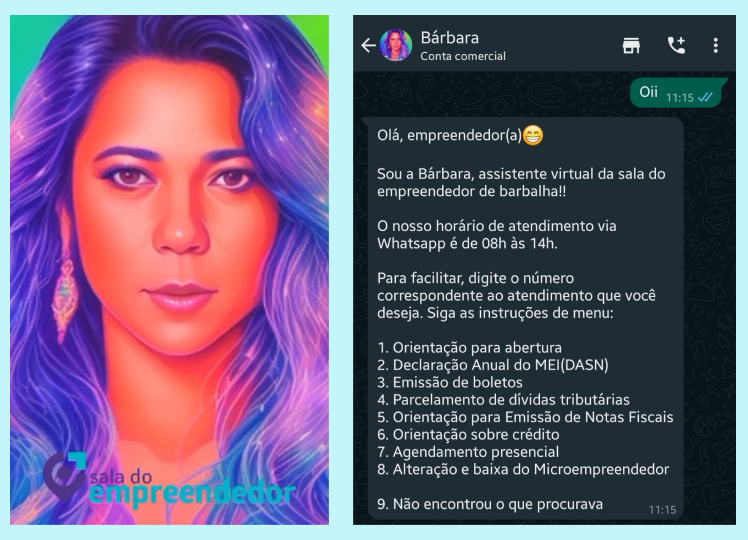 sala do
empreendedor
Bárbara
Conta comercial
Oii 11:15
Olá, empreendedor(a)😁
Sou a Bárbara, assistente virtual da sala do
empreendedor de barbalha!!
O nosso horário de atendimento via
Whatsapp é de 08h às 14h.
Para facilitar, digite o número
correspondente ao atendimento que você
deseja. Siga as instruções de menu:
1. Orientação para abertura
2. Declaração Anual do MEI(DASN)
3. Emissão de boletos
4. Parcelamento de dívidas tributárias
5. Orientação para Emissão de Notas Fiscais
6. Orientação sobre crédito
7. Agendamento presencial
8. Alteração e baixa do Microempreendedor
9. Não encontrou o que procurava
11:15